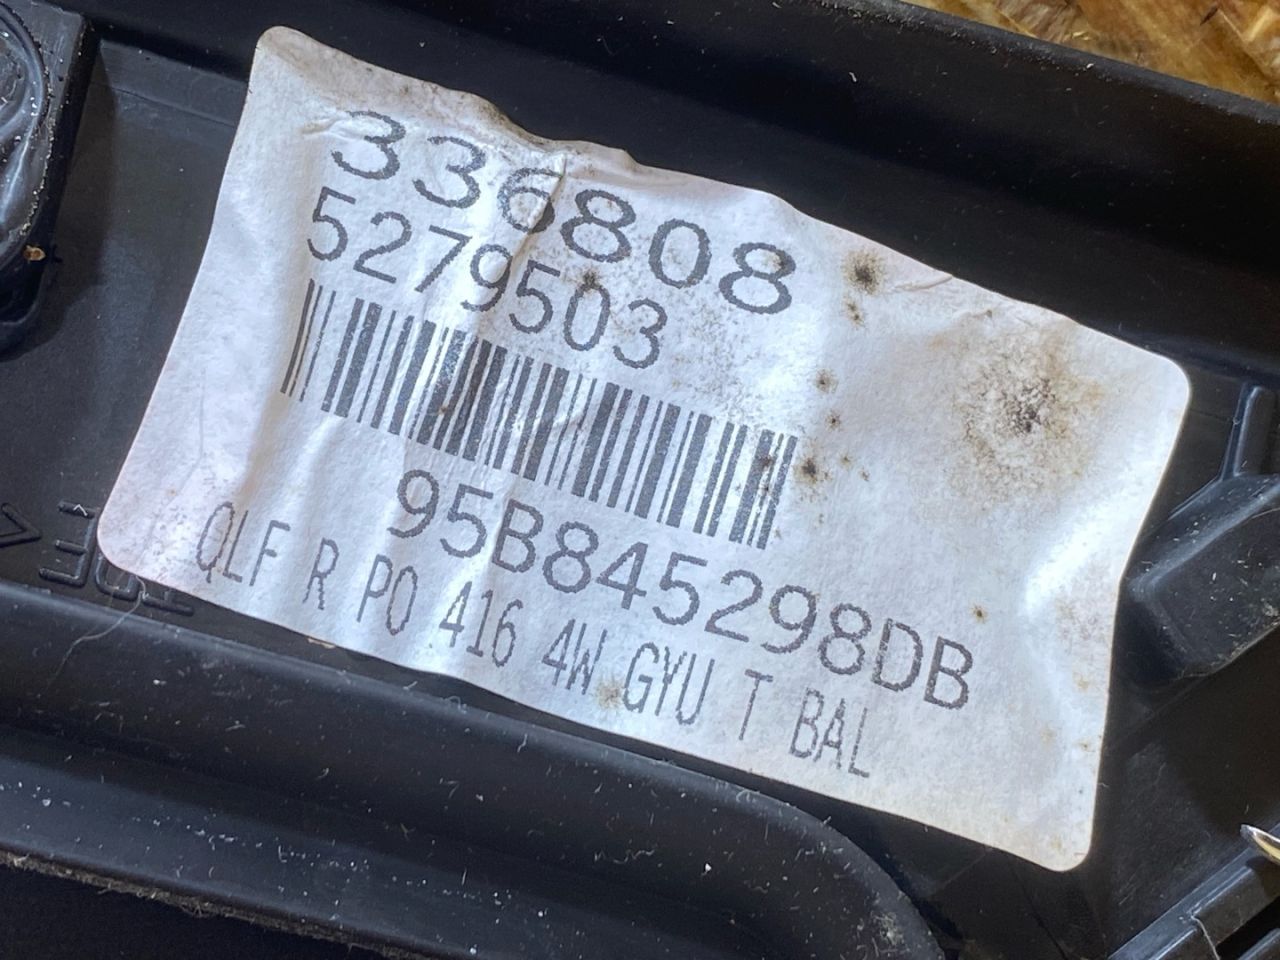 336808
5279503
95B845298DB
QLF R PO 416 4W GYU T BAL